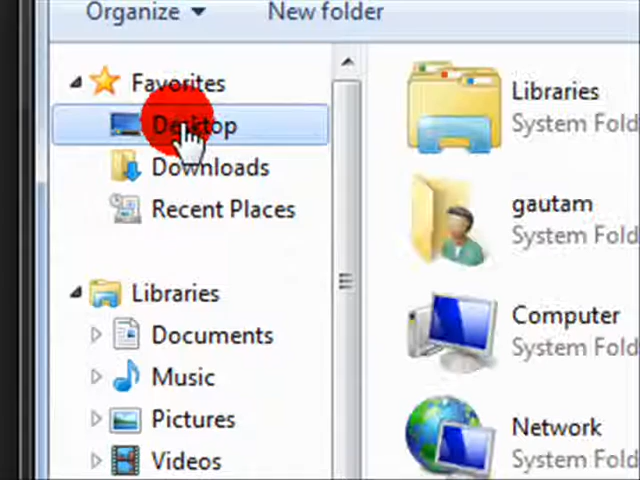 Organize
New folder
Favorites
Desktop
Downloads
Recent Places
Libraries
Documents
Music
Pictures
Videos
Libraries
System Fold
gautam
System Fold
Computer
System Fold
Network
System Fold